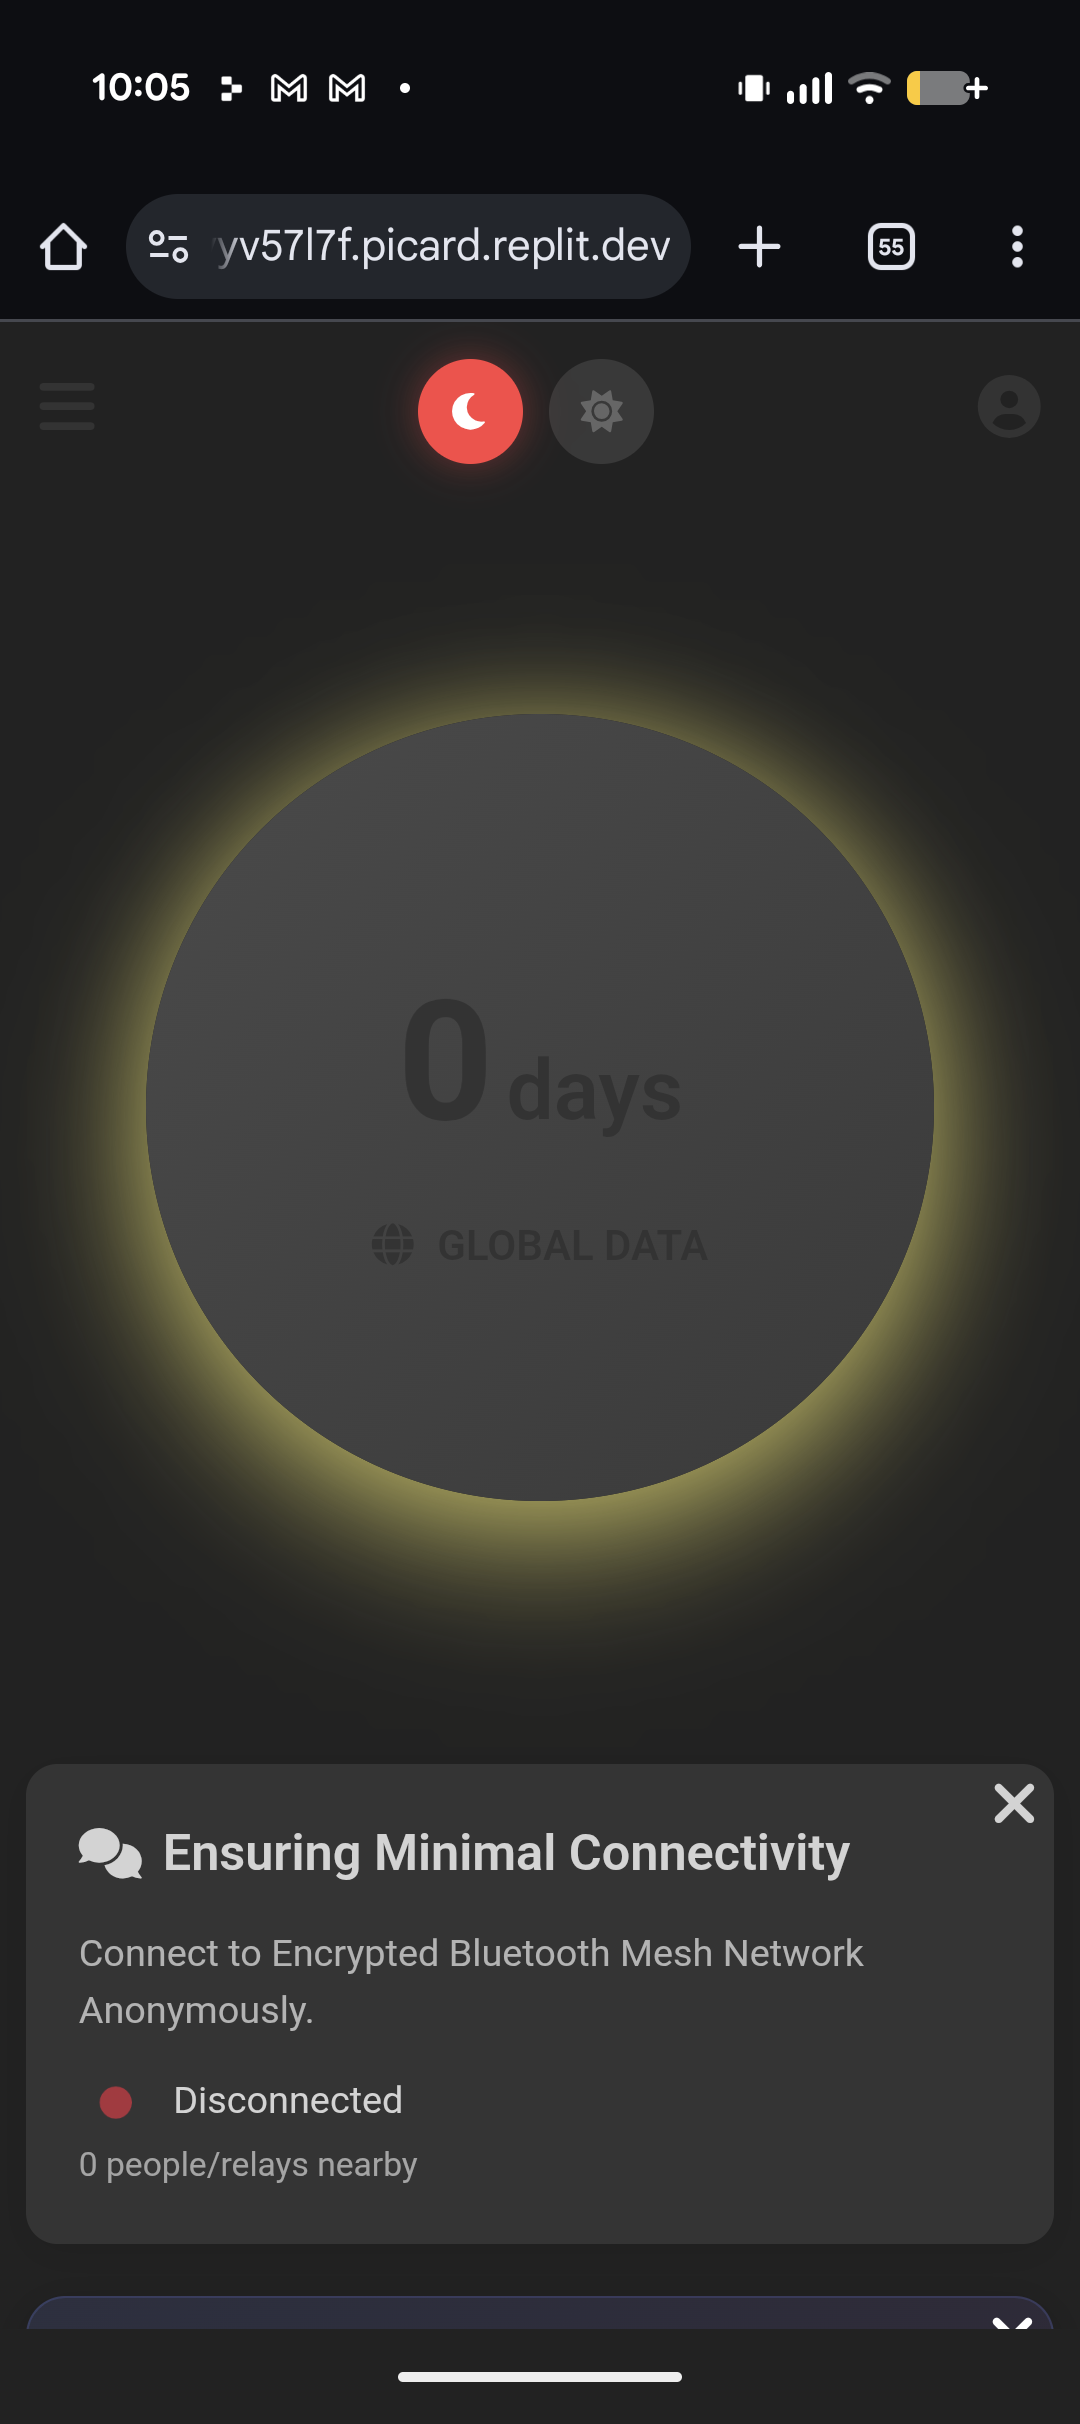 10:05
yv57l7f.picard.replit.dev
55
0 days
GLOBAL DATA
Ensuring Minimal Connectivity
Connect to Encrypted Bluetooth Mesh Network
Anonymously.
Disconnected
0 people/relays nearby